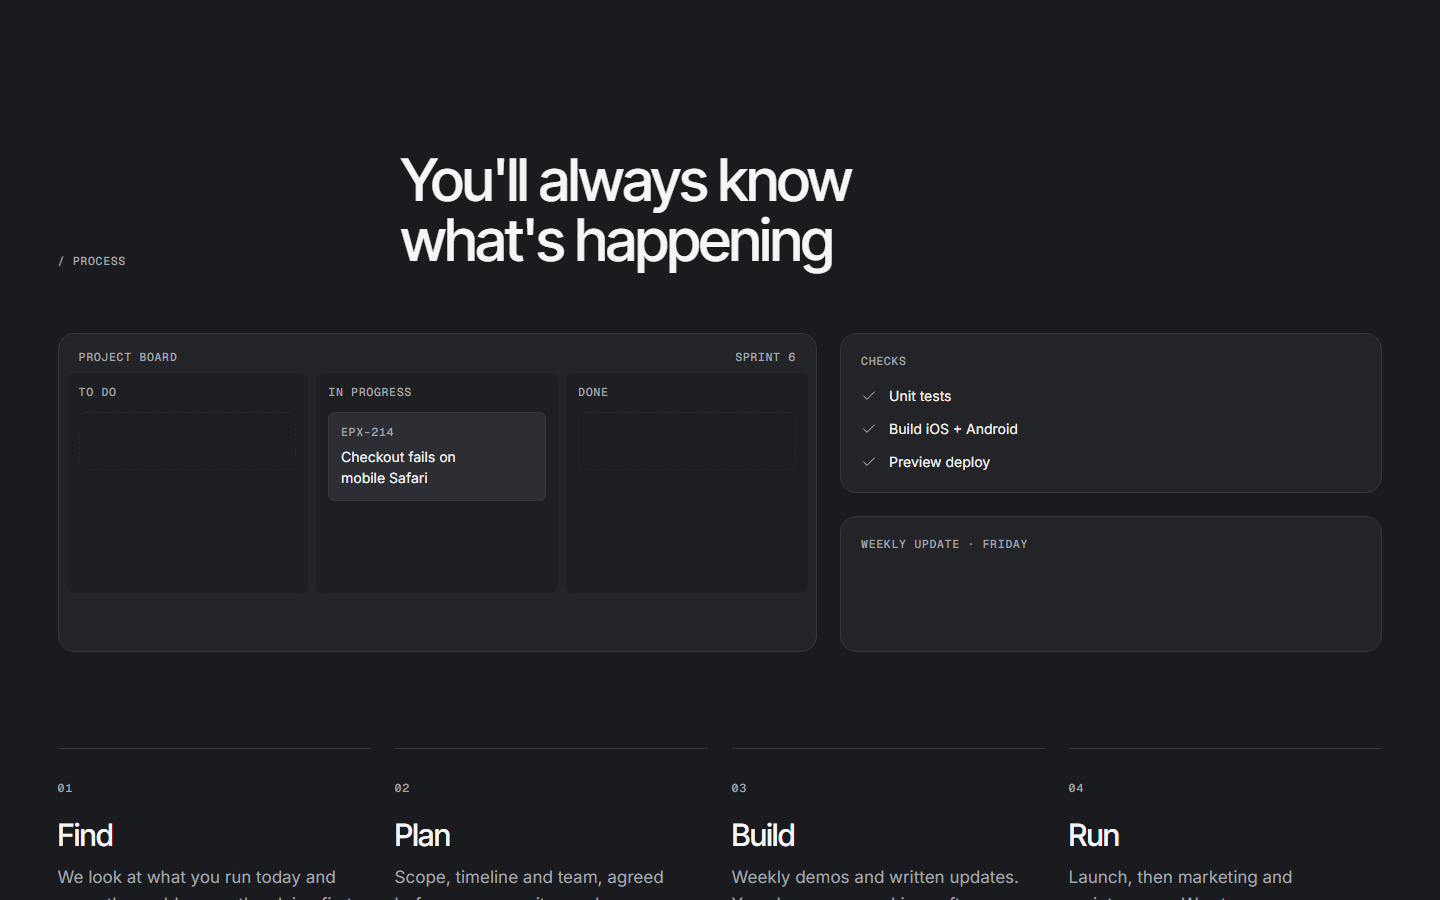 You'll always know
what's happening
/ PROCESS
PROJECT BOARD
SPRINT 6
TO DO
IN PROGRESS
DONE
EPX-214
Checkout fails on
mobile Safari
CHECKS
Unit tests
Build iOS + Android
Preview deploy
WEEKLY UPDATE · FRIDAY
01
Find
We look at what you run today and
02
Plan
Scope, timeline and team, agreed
03
Build
Weekly demos and written updates.
04
Run
Launch, then marketing and